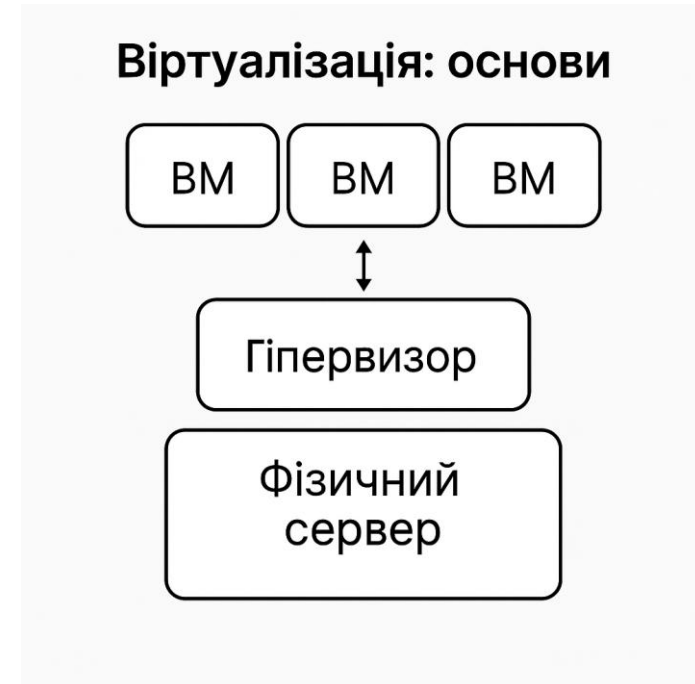 Віртуалізація: основи
ВМ ВМ ВМ
Гіпервизор
Фізичний
сервер